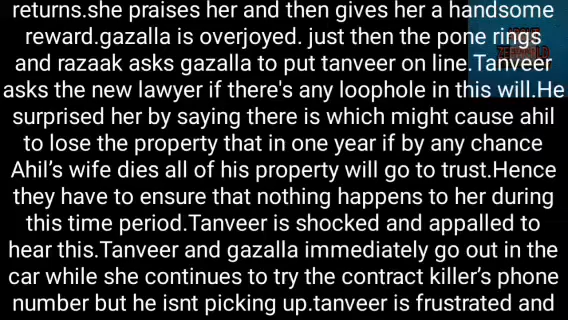 returns.she praises her and then gives her a handsome
reward.gazalla is overjoyed. just then the pone rings
and razaak asks gazalla to put tanveer on line.Tanveer
asks the new lawyer if there's any loophole in this will.He
surprised her by saying there is which might cause ahil
to lose the property that in one year if by any chance
Ahil’s wife dies all of his property will go to trust.Hence
they have to ensure that nothing happens to her during
this time period.Tanveer is shocked and appalled to
hear this.Tanveer and gazalla immediately go out in the
car while she continues to try the contract killer’s phone
number but he isnt picking up.tanveer is frustrated and